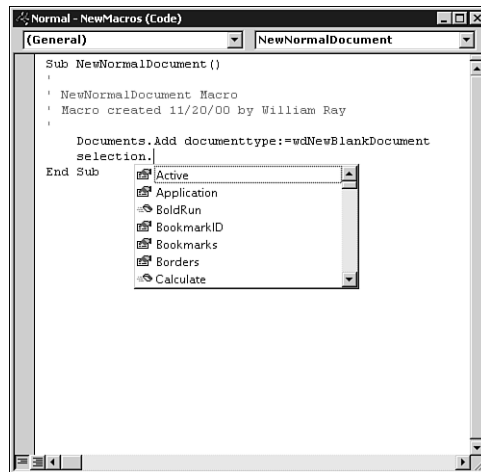 Normal - NewMacros (Code)
(General) NewNormalDocument
Sub NewNormalDocument()
'
' NewNormalDocument Macro
' Macro created 11/20/00 by William Ray
'
Documents.Add documenttype:=wdNewBlankDocument
selection.
End Sub
Active
Application
BoldRun
BookmarkID
Bookmarks
Borders
Calculate